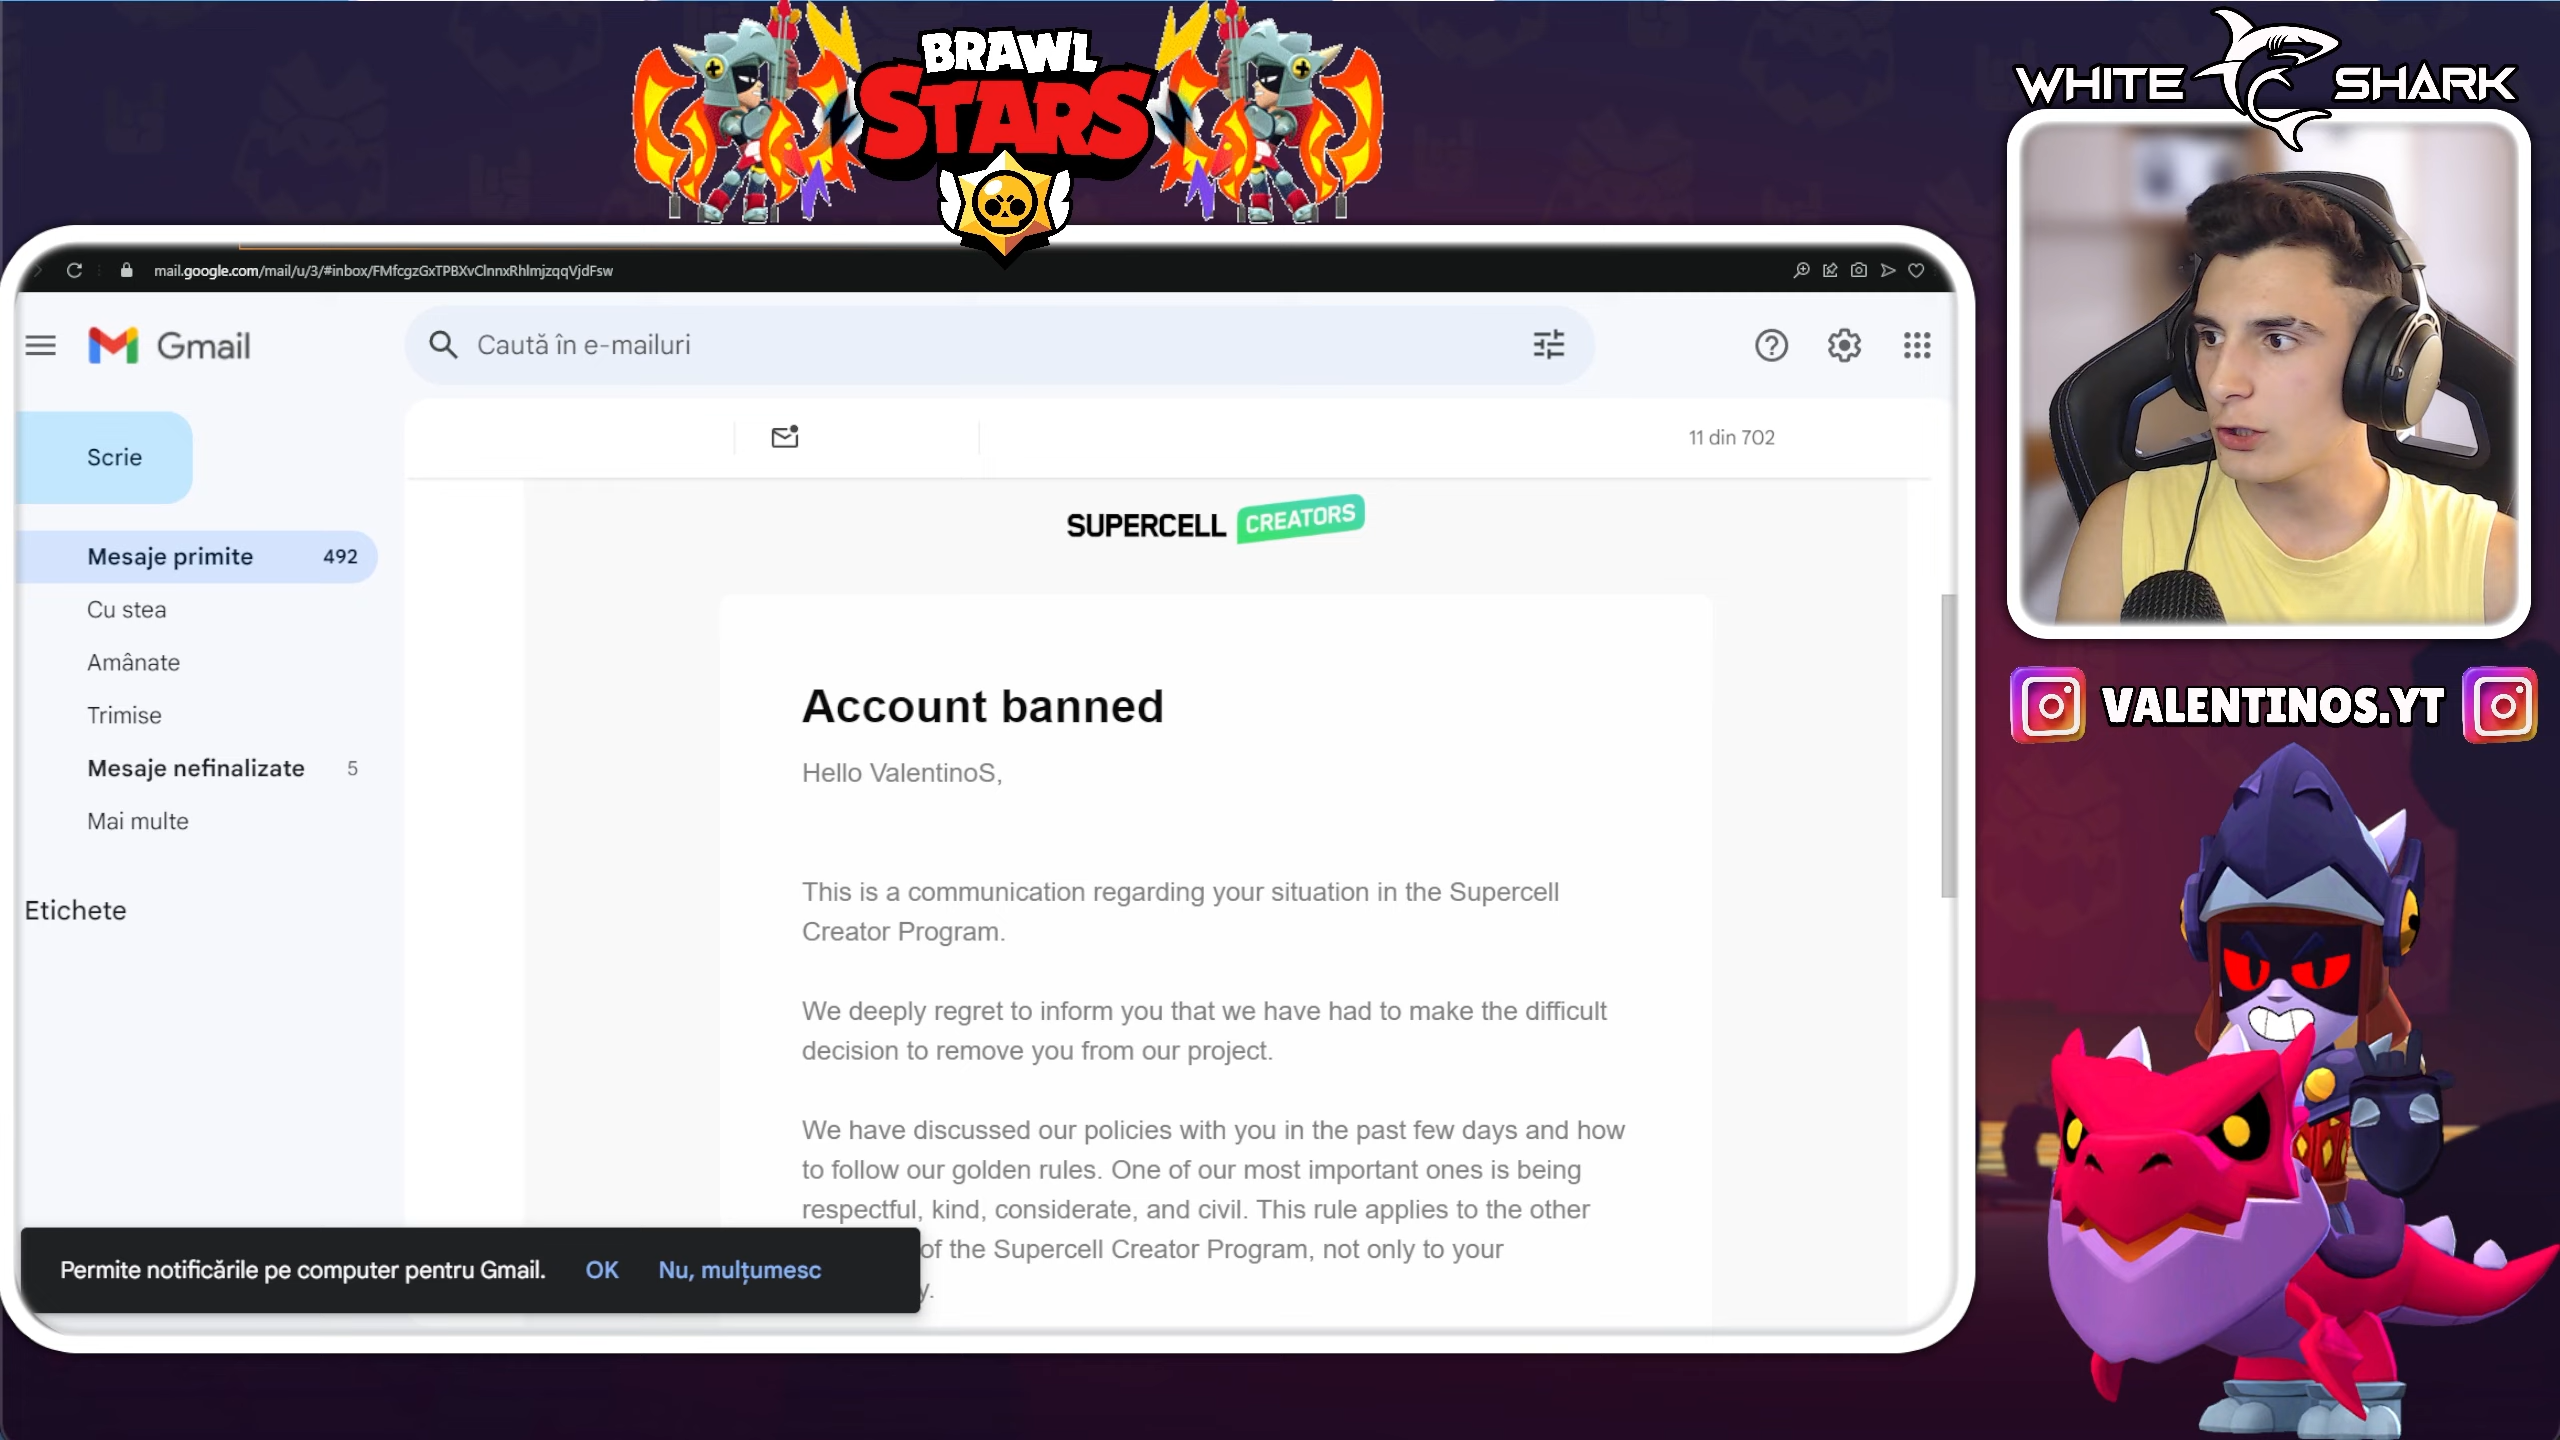 BRAWL
STARS
WHITE SHARK
mail.google.com/mail/u/3/#inbox/FMfcgzGxTPBXvClnnxRhlmjzqqVjdFsw
Gmail
Caută în e-mailuri
Scrie
11 din 702
Mesaje primite 492
Cu stea
Amânate
Trimise
Mesaje nefinalizate 5
Mai multe
Etichete
SUPERCELL CREATORS
Account banned
Hello ValentinoS,
This is a communication regarding your situation in the Supercell
Creator Program.
We deeply regret to inform you that we have had to make the difficult
decision to remove you from our project.
We have discussed our policies with you in the past few days and how
to follow our golden rules. One of our most important ones is being
respectful, kind, considerate, and civil. This rule applies to the other
of the Supercell Creator Program, not only to your
y.
Permite notificările pe computer pentru Gmail. OK Nu, mulțumesc
VALENTINOS.YT